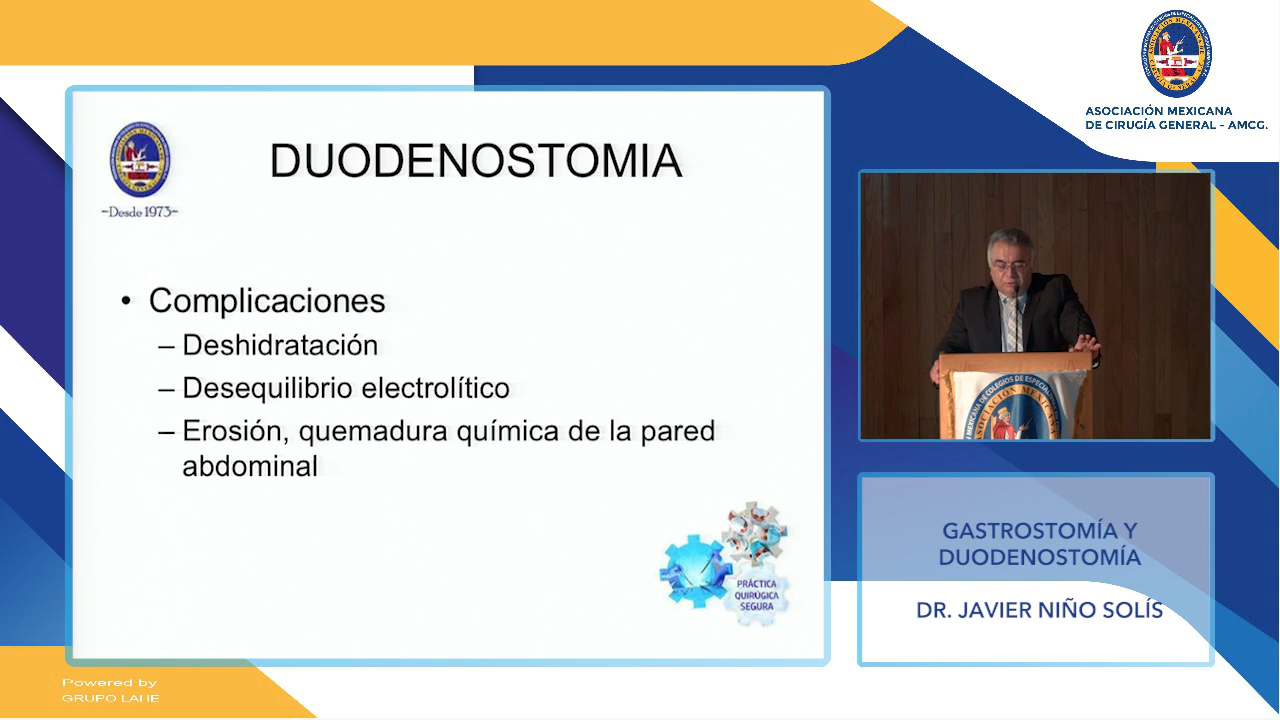 ASOCIACIÓN MEXICANA
DE CIRUGÍA GENERAL - AMCG.
DUODENOSTOMIA
~Desde 1973~
• Complicaciones
– Deshidratación
– Desequilibrio electrolítico
– Erosión, quemadura química de la pared
abdominal
PRÁCTICA
QUIRÚGICA
SEGURA
GASTROSTOMÍA Y
DUODENOSTOMÍA
DR. JAVIER NIÑO SOLÍS
Powered by
GRUPO LAHE